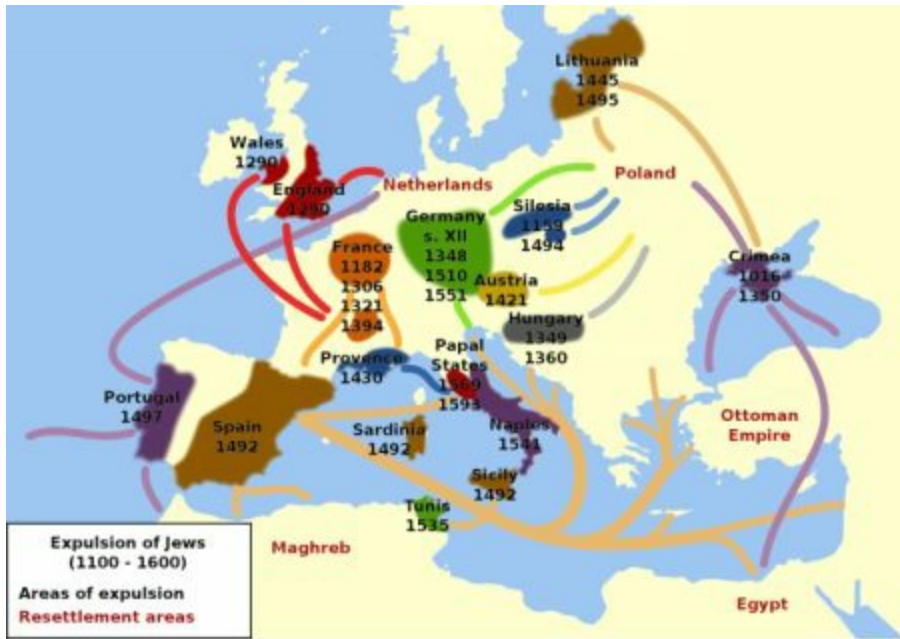 Lithuania
1445
1495
Wales
1290
England
1290
Netherlands
Poland
Germany
s. XII
1348
1510
1551
Silosia
1159
1494
France
1182
1306
1321
1394
Austria
1421
Crimea
1016
1350
Hungary
1349
1360
Provence
1430
Papal
States
1569
1593
Portugal
1497
Spain
1492
Sardinia
1492
Naples
1541
Ottoman
Empire
Sicily
1492
Tunis
1535
Maghreb
Egypt
Expulsion of Jews
(1100 - 1600)
Areas of expulsion
Resettlement areas